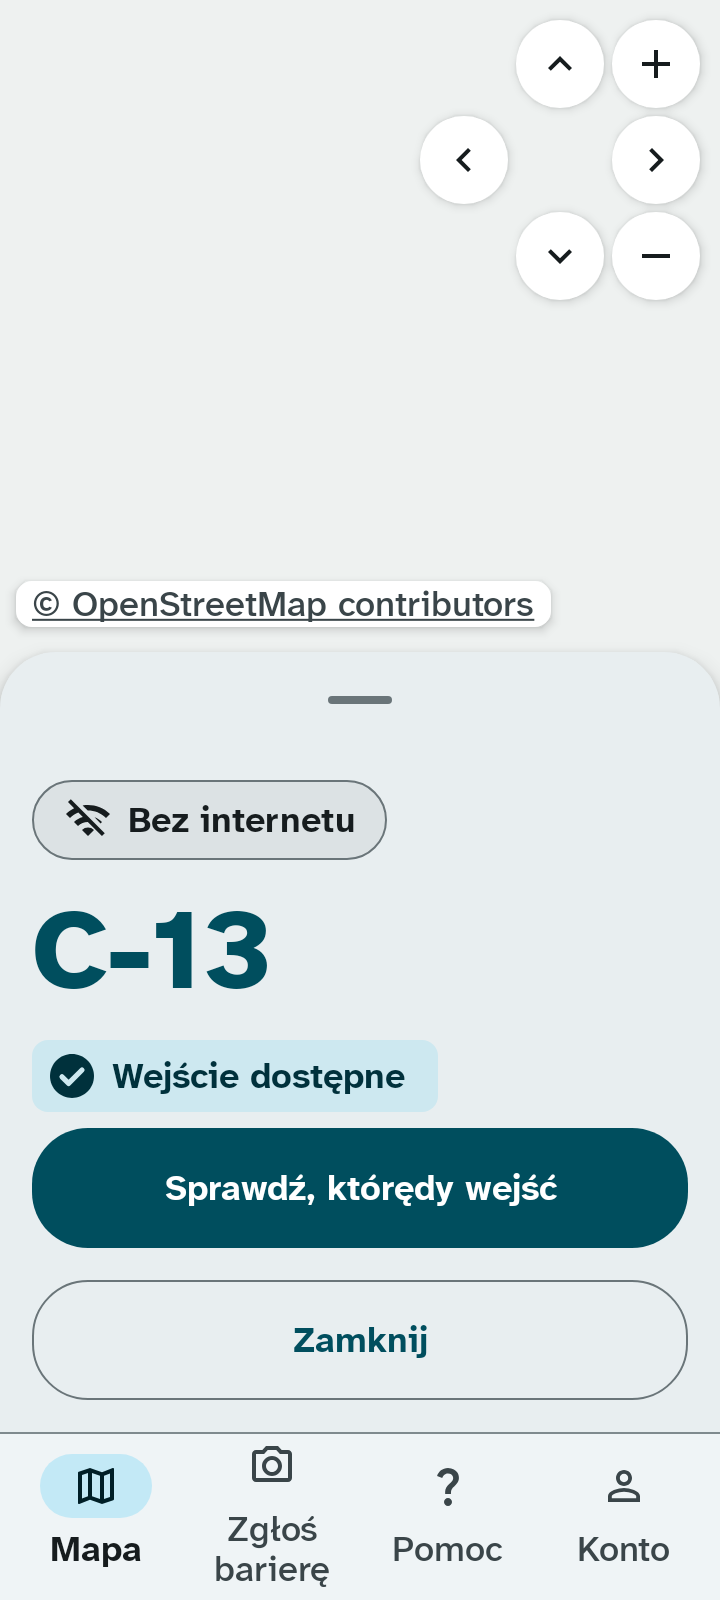 © OpenStreetMap contributors
Bez internetu
C-13
Wejście dostępne
Sprawdź, którędy wejść
Zamknij
Mapa
Zgłoś
barierę
Pomoc
Konto